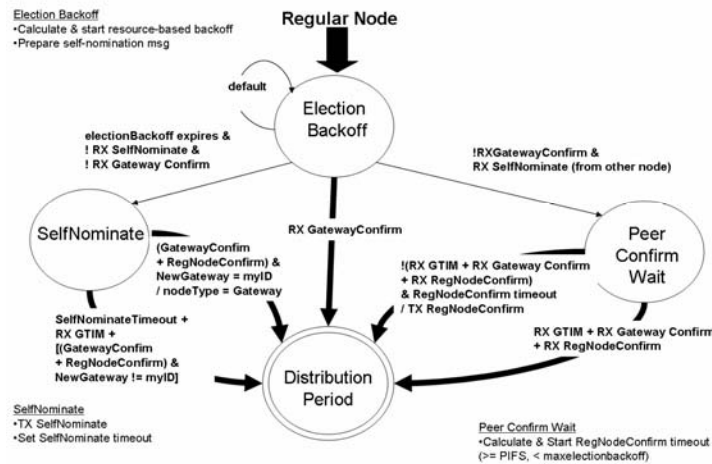 Election Backoff
•Calculate & start resource-based backoff
•Prepare self-nomination msg
Regular Node
default
Election
Backoff
electionBackoff expires &
! RX SelfNominate &
! RX Gateway Confirm
!RXGatewayConfirm &
RX SelfNominate (from other node)
RX GatewayConfirm
SelfNominate
(GatewayConfim
+ RegNodeConfirm) &
NewGateway = myID
/ nodeType = Gateway
Peer
Confirm
Wait
!(RX GTIM + RX Gateway Confirm
+ RX RegNodeConfirm)
& RegNodeConfirm timeout
/ TX RegNodeConfirm
SelfNominateTimeout +
RX GTIM +
[(GatewayConfim
+ RegNodeConfirm) &
NewGateway != myID]
RX GTIM + RX Gateway Confirm
+ RX RegNodeConfirm
Distribution
Period
SelfNominate
•TX SelfNominate
•Set SelfNominate timeout
Peer Confirm Wait
•Calculate & Start RegNodeConfirm timeout
(>= PIFS, < maxelectionbackoff)